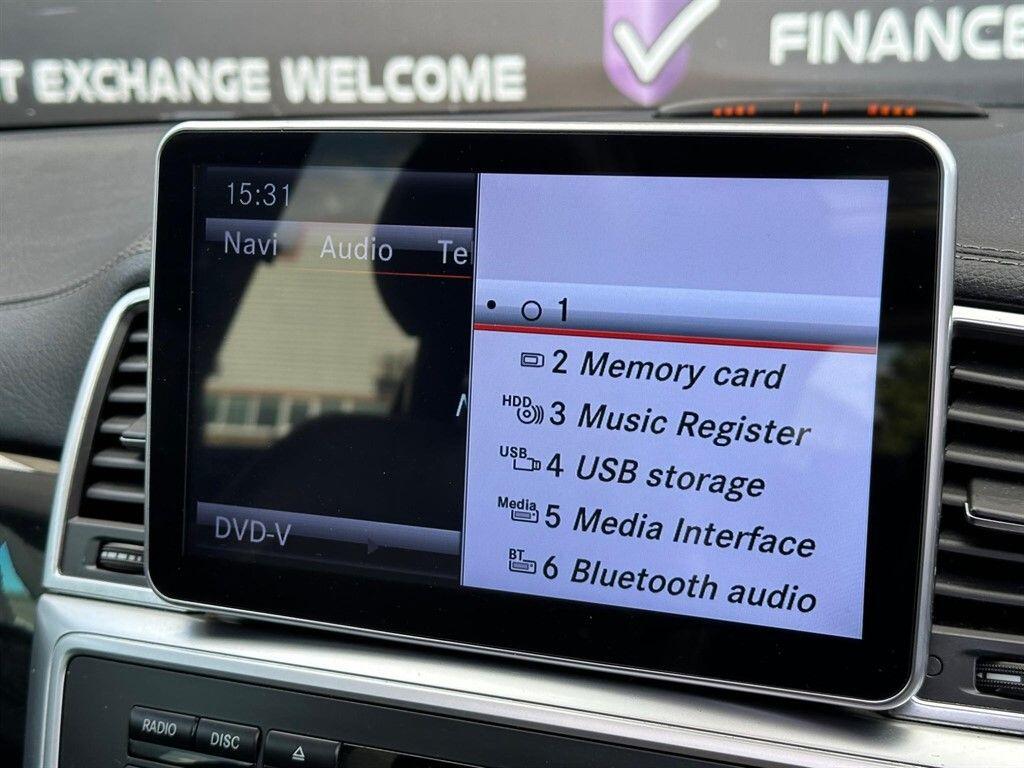 T EXCHANGE WELCOME
FINANCE
15:31
Navi Audio Te
1
2 Memory card
HDD 3 Music Register
USB 4 USB storage
Media 5 Media Interface
BT 6 Bluetooth audio
DVD-V
RADIO DISC